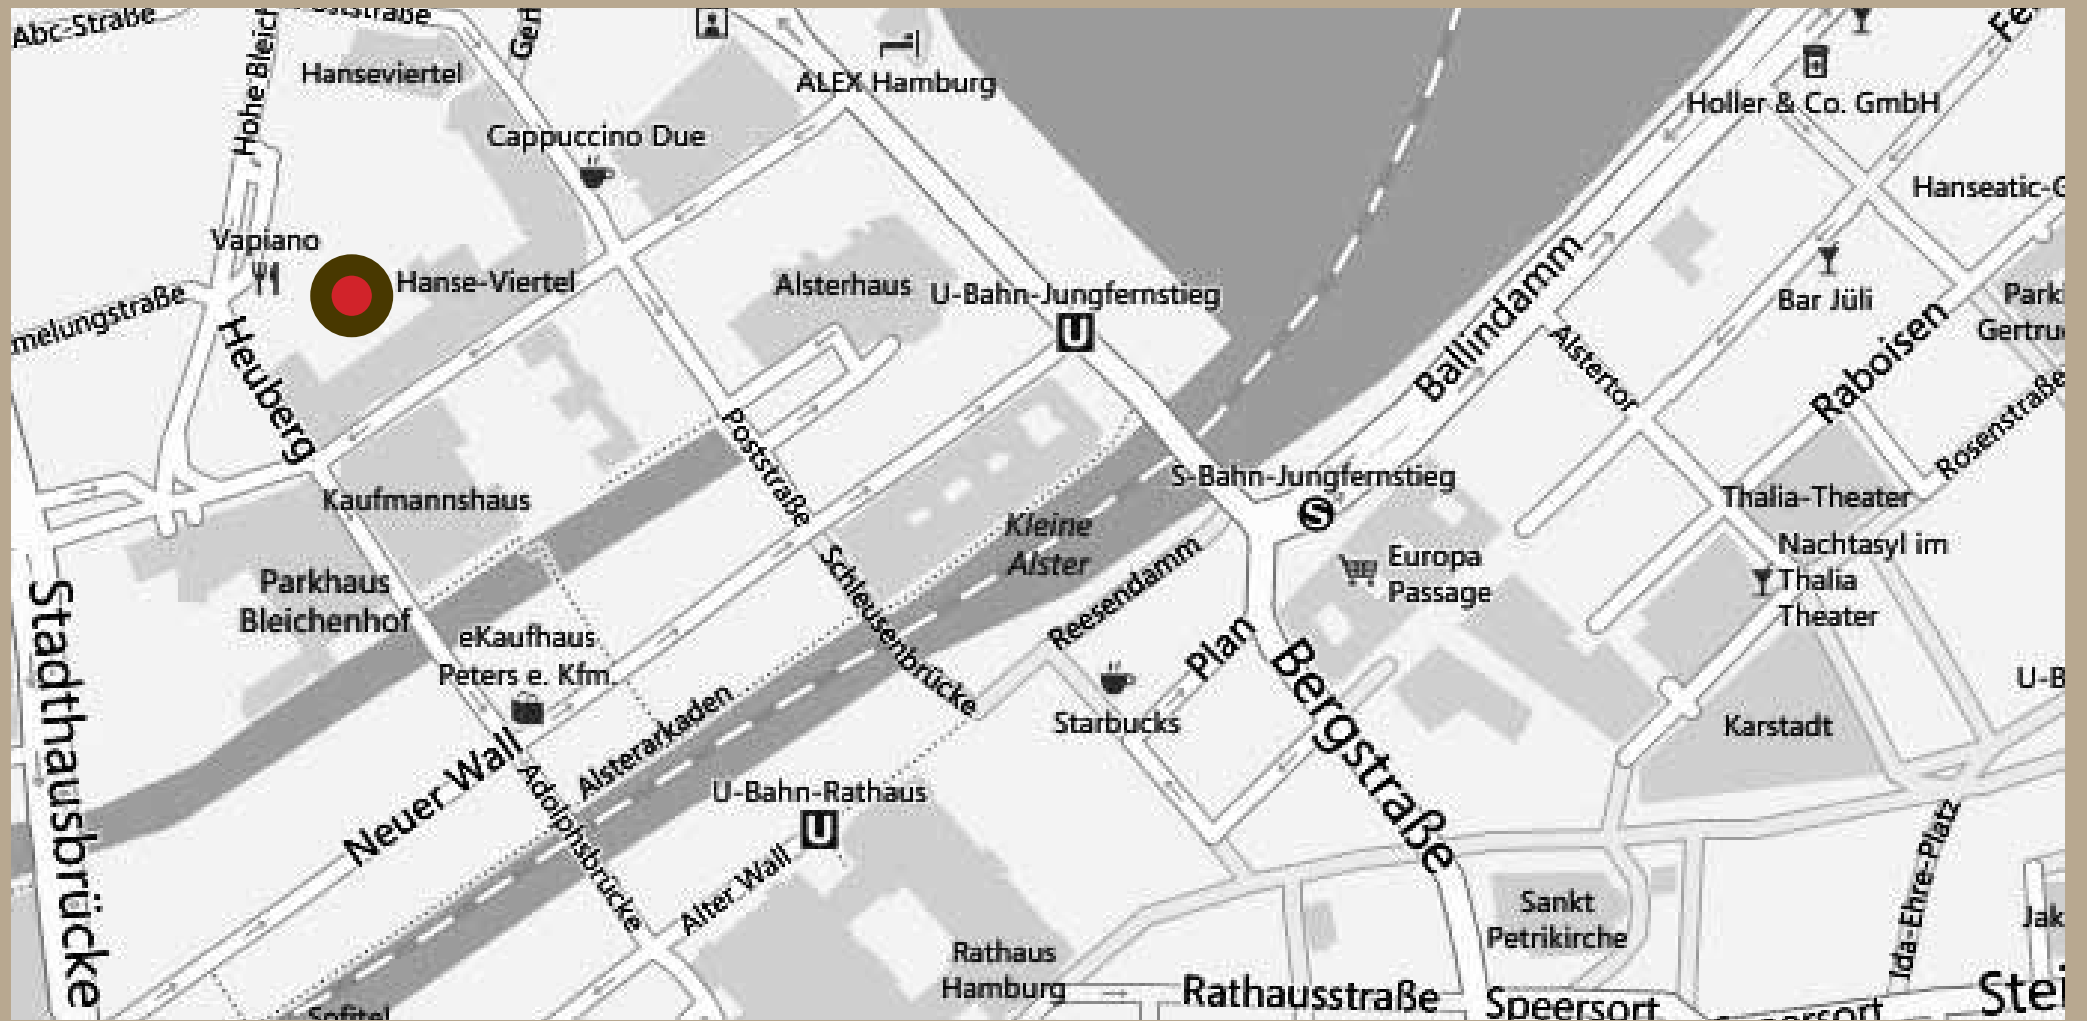 Abc-Straße
Hohe Bleich
Poststraße
Hanseviertel
ALEX Hamburg
Holler & Co. GmbH
Cappuccino Due
Hanseatic-G
Vapiano
Hanse-Viertel
Alsterhaus
U-Bahn-Jungfernstieg
U
Bar Jüli
Park
Gertru
melungstraße
Heuberg
Ballindamm
Alstertor
Raboisen
Rosenstraße
Poststraße
S-Bahn-Jungfernstieg
S
Thalia-Theater
Kaufmannshaus
Kleine
Alster
Europa
Passage
Nachtasyl im
Thalia
Theater
Parkhaus
Bleichenhof
Schleusenbrücke
Reesendamm
eKaufhaus
Peters e. Kfm.
Plan
Starbucks
Bergstraße
Karstadt
U-B
Stadthausbrücke
Neuer Wall
Alsterarkaden
Adolphsbrücke
U-Bahn-Rathaus
U
Alter Wall
Rathaus
Hamburg
Sankt
Petrikirche
Ida-Ehre-Platz
Jak
Rathausstraße
Speersort
Stei
Sofitel